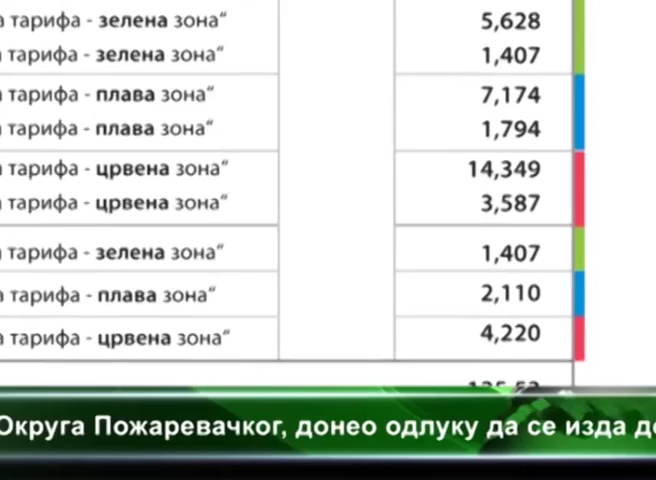 тарифа - зелена зона“ 5,628
тарифа - зелена зона“ 1,407
тарифа - плава зона“ 7,174
тарифа - плава зона“ 1,794
тарифа - црвена зона“ 14,349
тарифа - црвена зона“ 3,587
тарифа - зелена зона“ 1,407
тарифа - плава зона“ 2,110
тарифа - црвена зона“ 4,220
Округа Пожаревачког, донео одлуку да се изда